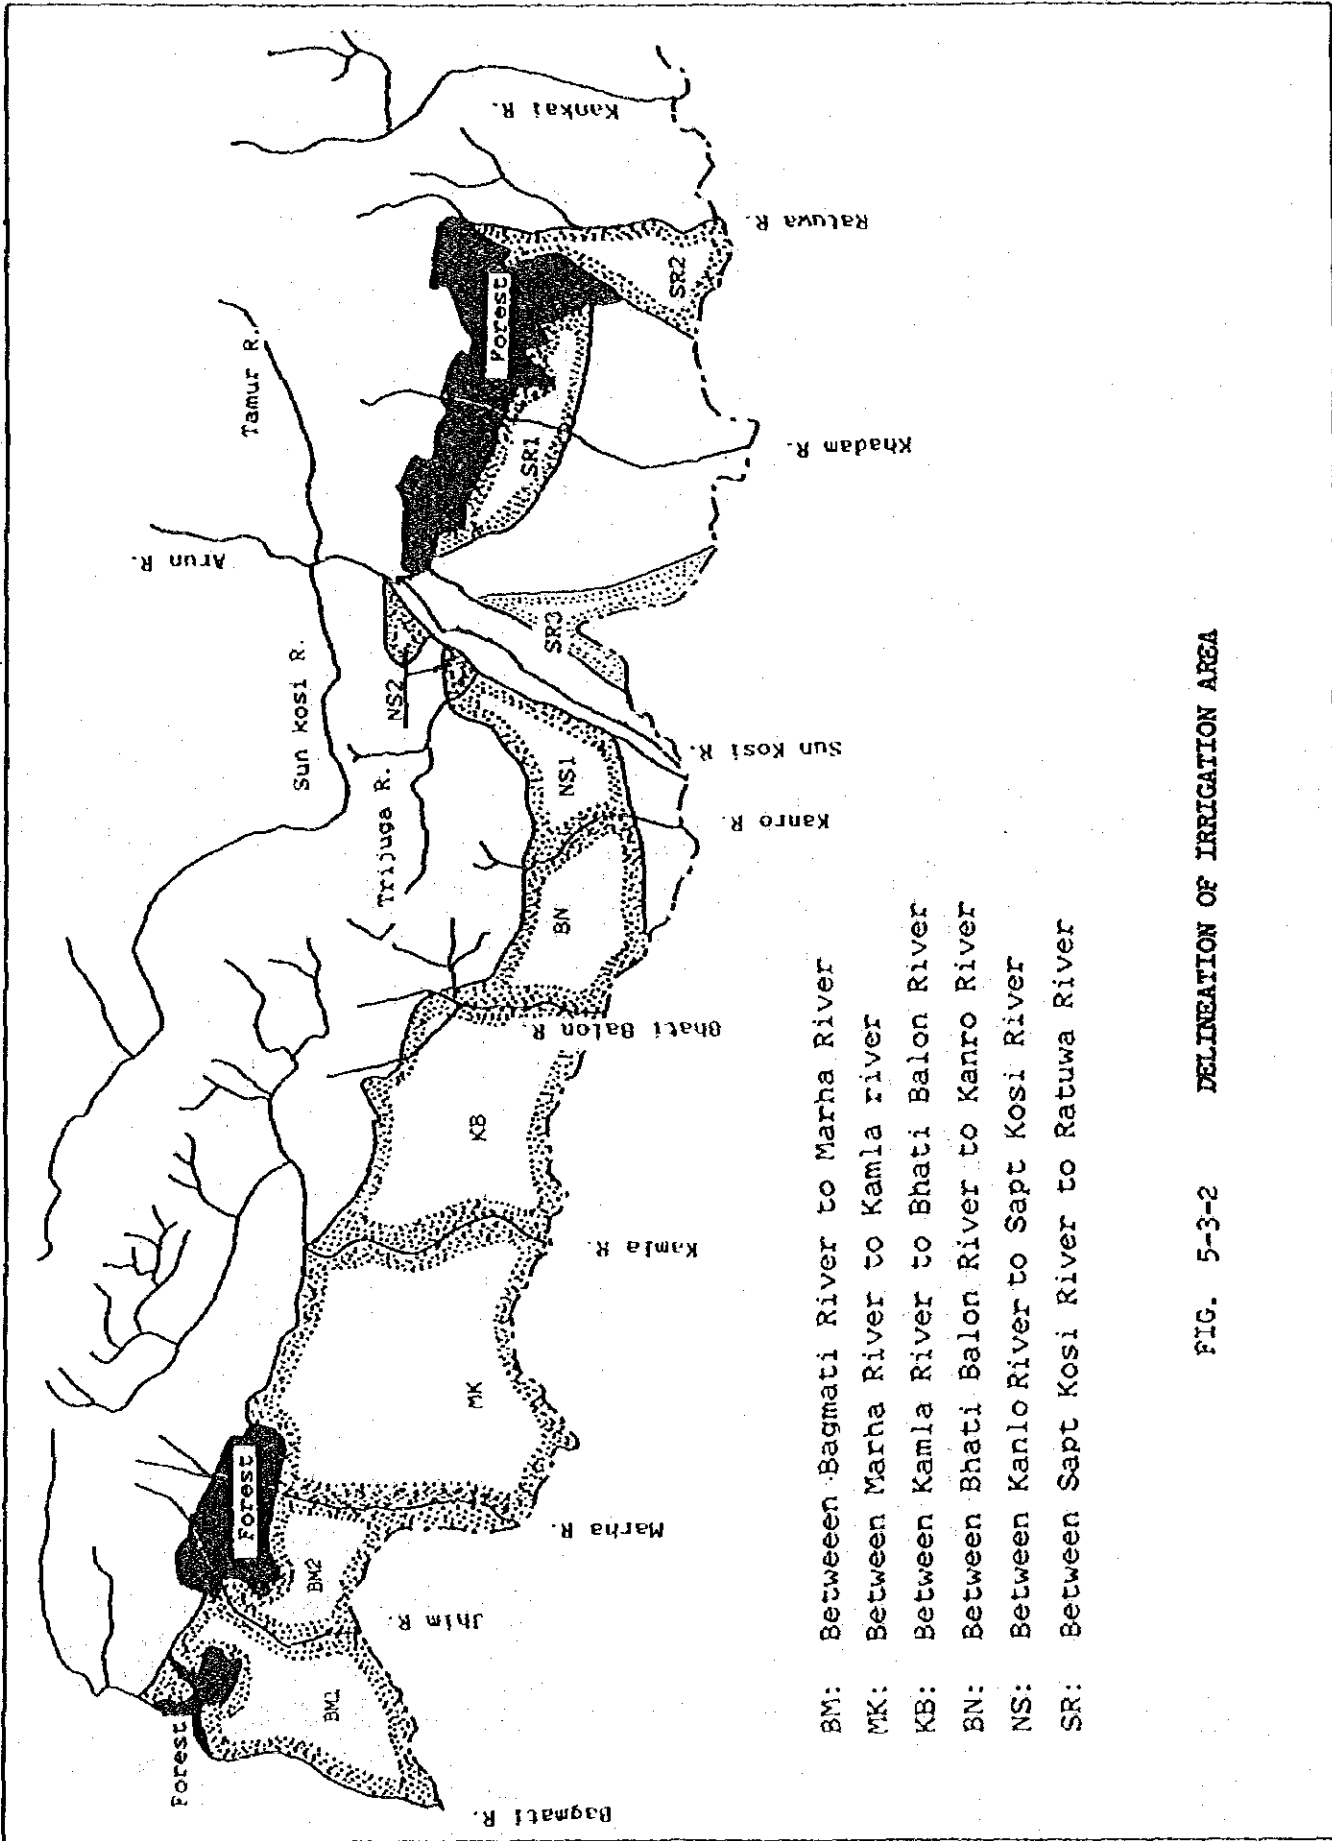 Kankai R.
Ratuwa R.
Tamur R.
Forest
SR2
SR1
Khadam R.
Arun R.
Sun kosi R.
NS2
SR3
Trijuga R.
NS1
Sun Kosi R.
Kanro R.
BN
Bhati Balon R
KB
Kamla R.
MK
Forest
Marha R.
BM2
Jhim R.
Forest
BM1
Bagmati R.
BM: Betweeen Bagmati River to Marha River
MK: Between Marha River to Kamla river
KB: Between Kamla River to Bhati Balon River
BN: Between Bhati Balon River to Kanro River
NS: Between Kanlo River to Sapt Kosi River
SR: Between Sapt Kosi River to Ratuwa River
FIG. 5-3-2 DELINEATION OF IRRIGATION AREA